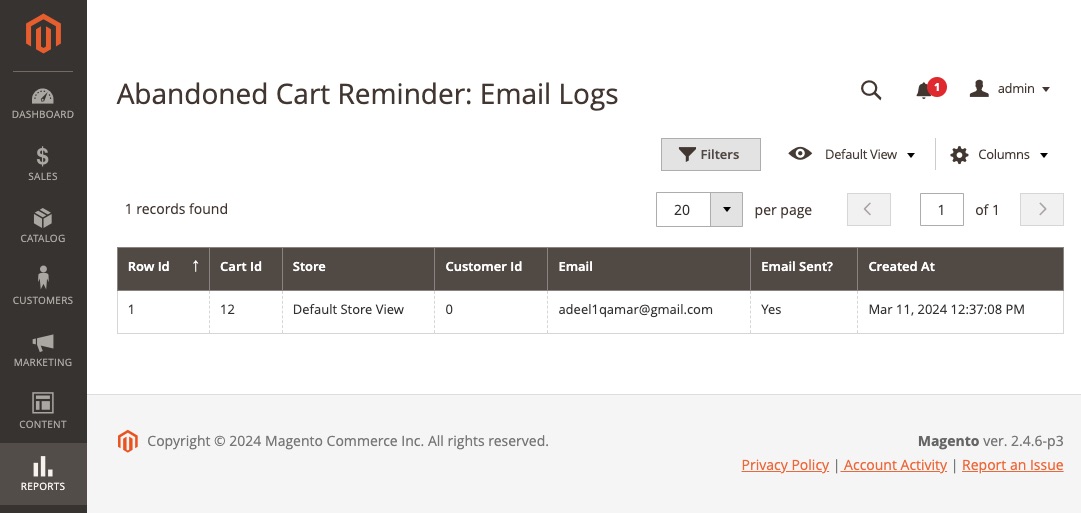 DASHBOARD
SALES
CATALOG
CUSTOMERS
MARKETING
CONTENT
REPORTS
Abandoned Cart Reminder: Email Logs
1
admin
Filters
Default View
Columns
1 records found
20
per page
1
of 1
Row Id ↑ Cart Id Store Customer Id Email Email Sent? Created At
1 12 Default Store View 0 adeel1qamar@gmail.com Yes Mar 11, 2024 12:37:08 PM
Copyright © 2024 Magento Commerce Inc. All rights reserved.
Magento ver. 2.4.6-p3
Privacy Policy | Account Activity | Report an Issue